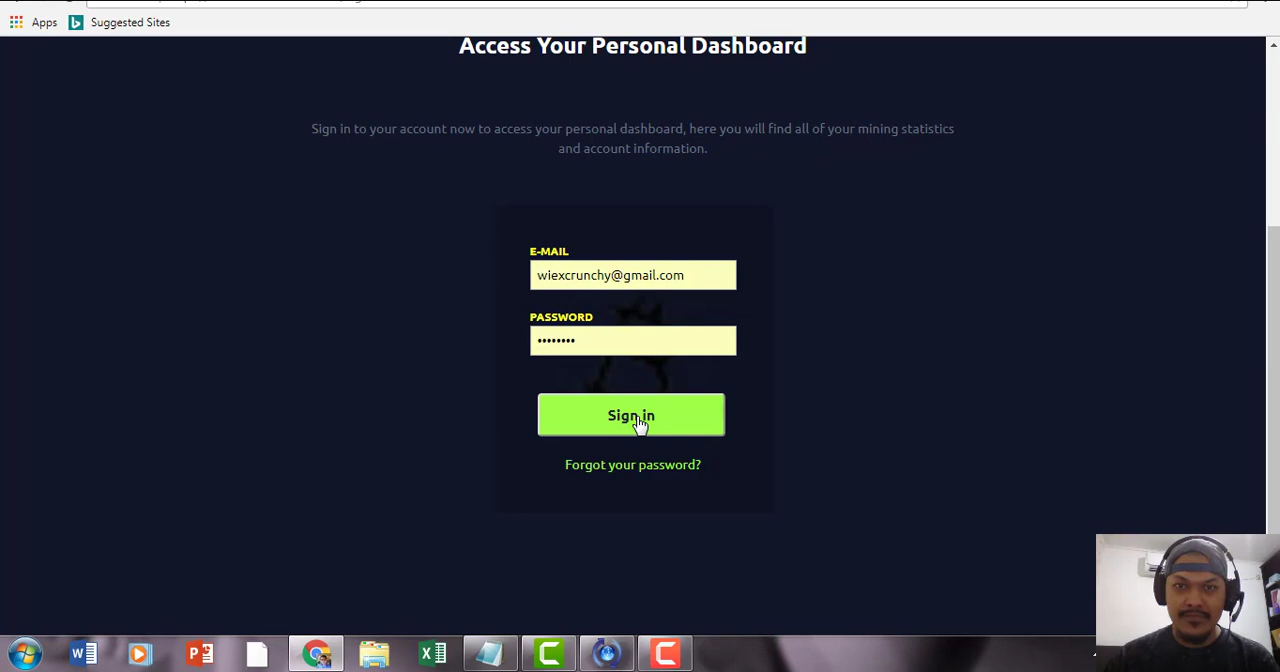 Apps Suggested Sites
Access Your Personal Dashboard
Sign in to your account now to access your personal dashboard, here you will find all of your mining statistics
and account information.
E-MAIL
wiexcrunchy@gmail.com
PASSWORD
••••••••
Sign in
Forgot your password?